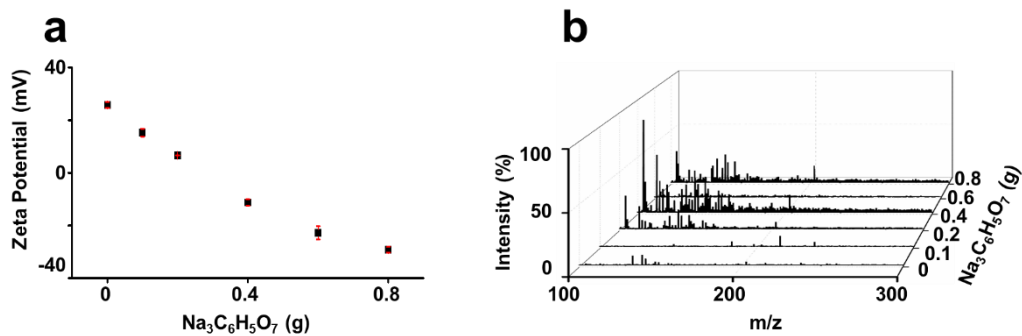 a
40
0
-40
Zeta Potential (mV)
0
0.4
0.8
Na₃C₆H₅O₇ (g)
b
100
50
0
Intensity (%)
100
200
300
m/z
0.8
0.6
0.4
0.2
0.1
0
Na₃C₆H₅O₇ (g)